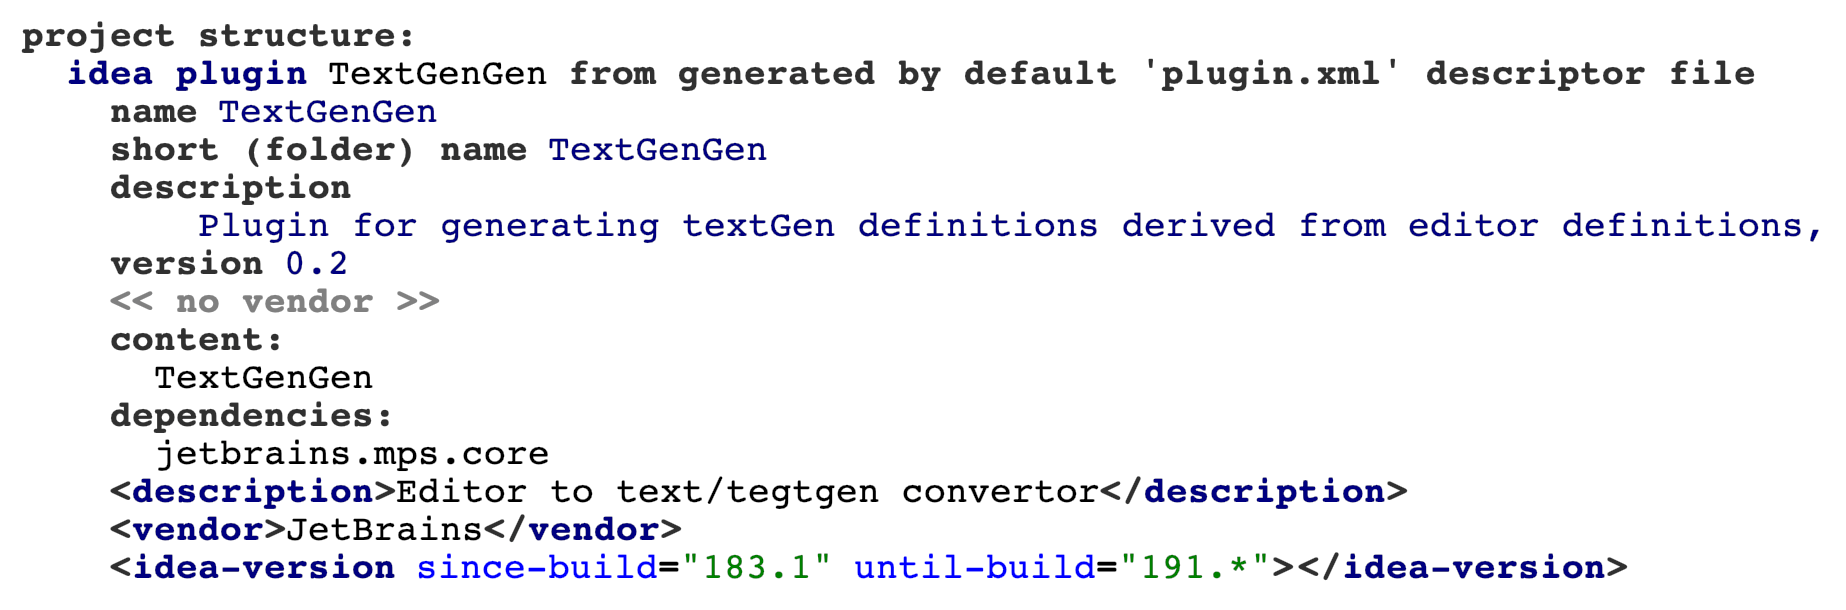 project structure:
idea plugin TextGenGen from generated by default 'plugin.xml' descriptor file
name TextGenGen
short (folder) name TextGenGen
description
Plugin for generating textGen definitions derived from editor definitions,
version 0.2
<< no vendor >>
content:
TextGenGen
dependencies:
jetbrains.mps.core
<description>Editor to text/tegtgen convertor</description>
<vendor>JetBrains</vendor>
<idea-version since-build="183.1" until-build="191.*"></idea-version>